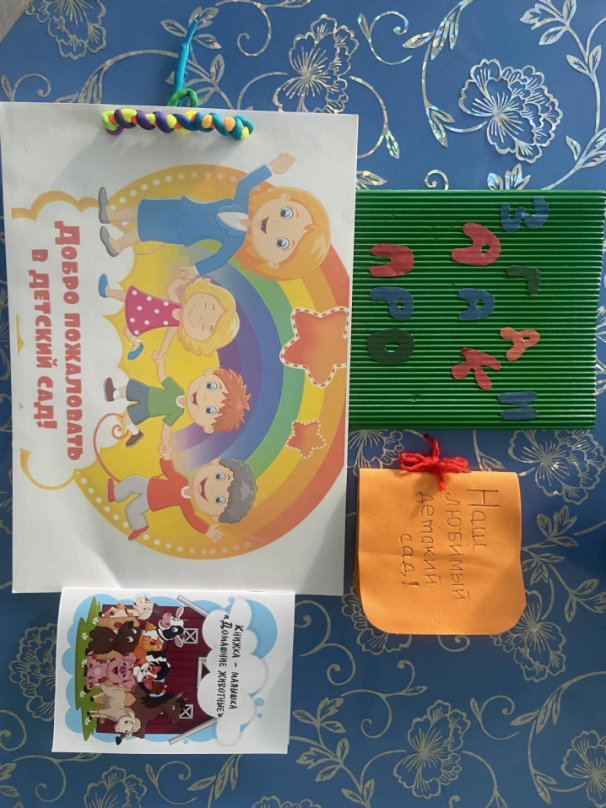 ДОБРО ПОЖАЛОВАТЬ
В ДЕТСКИЙ САД!
ЗАГАДКИ
ПРО
Наш
любимый
детский
сад!
Книжка – малышка
«Домашние животные»